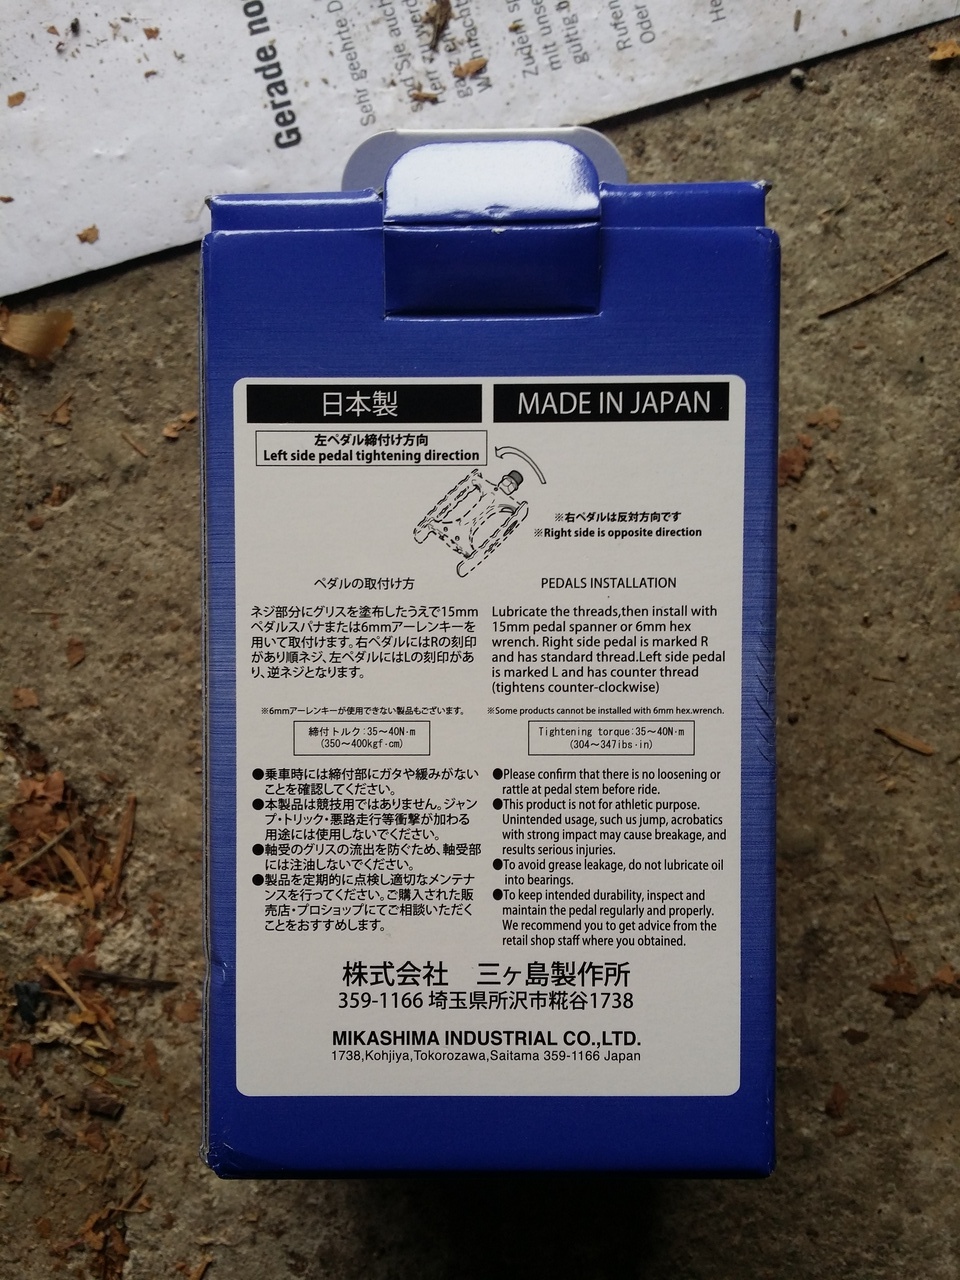 Gerade no
Sehr geehrte D
sind Sie auch
Herr zu verd
Weihnacht
Zudem s
mit unse
gültig b
Ruten
Oder
He
日本製
MADE IN JAPAN
左ペダル締付け方向
Left side pedal tightening direction
※右ペダルは反対方向です
※Right side is opposite direction
ペダルの取付け方
ネジ部分にグリスを塗布したうえで15mm
ペダルスパナまたは6mmアーレンキーを
用いて取付けます。右ペダルにはRの刻印
があり順ネジ、左ペダルにはLの刻印があ
り、逆ネジとなります。
※6mmアーレンキーが使用できない製品もございます。
締付トルク:35〜40N·m
(350〜400kgf·cm)
PEDALS INSTALLATION
Lubricate the threads,then install with
15mm pedal spanner or 6mm hex
wrench. Right side pedal is marked R
and has standard thread.Left side pedal
is marked L and has counter thread
(tightens counter-clockwise)
※Some products cannot be installed with 6mm hex.wrench.
Tightening torque:35〜40N·m
(304〜347ibs·in)
●乗車時には締付部にガタや緩みがない
ことを確認してください。
●本製品は競技用ではありません。ジャン
プ・トリック・悪路走行等衝撃が加わる
用途には使用しないでください。
●軸受のグリスの流出を防ぐため、軸受部
には注油しないでください。
●製品を定期的に点検し適切なメンテナ
ンスを行ってください。ご購入された販
売店・プロショップにてご相談いただく
ことをおすすめします。
●Please confirm that there is no loosening or
rattle at pedal stem before ride.
●This product is not for athletic purpose.
Unintended usage, such us jump, acrobatics
with strong impact may cause breakage, and
results serious injuries.
●To avoid grease leakage, do not lubricate oil
into bearings.
●To keep intended durability, inspect and
maintain the pedal regularly and properly.
We recommend you to get advice from the
retail shop staff where you obtained.
株式会社 三ヶ島製作所
359-1166 埼玉県所沢市糀谷1738
MIKASHIMA INDUSTRIAL CO.,LTD.
1738,Kohjiya,Tokorozawa,Saitama 359-1166 Japan